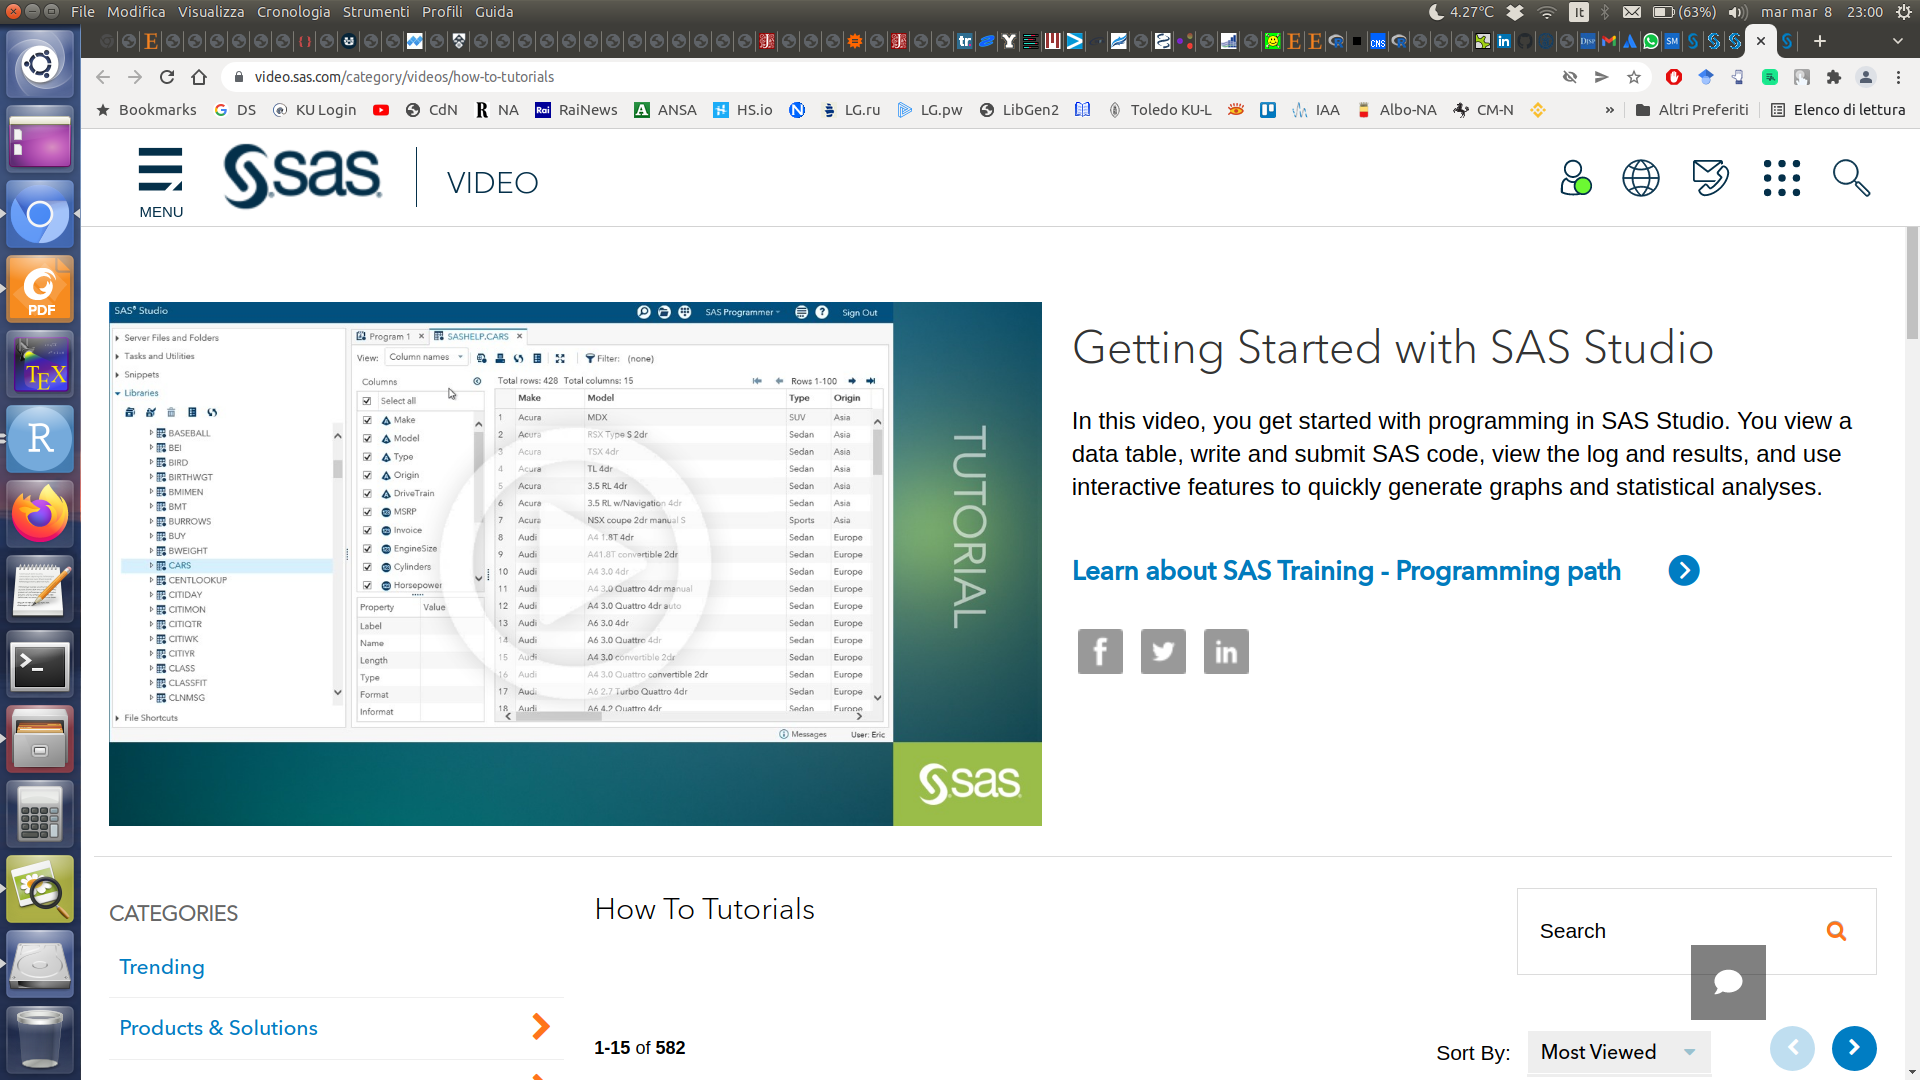 File Modifica Visualizza Cronologia Strumenti Profili Guida
4.27°C It (63%) mar mar 8 23:00
video.sas.com/category/videos/how-to-tutorials
Bookmarks DS KU Login CdN NA RaiNews ANSA HS.io LG.ru LG.pw LibGen2 Toledo KU-L IAA Albo-NA CM-N » Altri Preferiti Elenco di lettura
MENU
sas
VIDEO
SAS® Studio
SAS Programmer
Sign Out
Server Files and Folders
Tasks and Utilities
Snippets
Libraries
BASEBALL
BEI
BIRD
BIRTHWGT
BMIMEN
BMT
BURROWS
BUY
BWEIGHT
CARS
CENTLOOKUP
CITIDAY
CITIMON
CITIQTR
CITIWK
CITIYR
CLASS
CLASSFIT
CLNMSG
File Shortcuts
Program 1
SASHELP.CARS
View: Column names
Filter: (none)
Columns
Select all
Make
Model
Type
Origin
DriveTrain
MSRP
Invoice
EngineSize
Cylinders
Horsepower
Property Value
Label
Name
Length
Type
Format
Informat
Total rows: 428 Total columns: 15
Rows 1-100
Make Model Type Origin
1 Acura MDX SUV Asia
2 Acura RSX Type S 2dr Sedan Asia
3 Acura TSX 4dr Sedan Asia
4 Acura TL 4dr Sedan Asia
5 Acura 3.5 RL 4dr Sedan Asia
6 Acura 3.5 RL w/Navigation 4dr Sedan Asia
7 Acura NSX coupe 2dr manual S Sports Asia
8 Audi A4 1.8T 4dr Sedan Europe
9 Audi A41.8T convertible 2dr Sedan Europe
10 Audi A4 3.0 4dr Sedan Europe
11 Audi A4 3.0 Quattro 4dr manual Sedan Europe
12 Audi A4 3.0 Quattro 4dr auto Sedan Europe
13 Audi A6 3.0 4dr Sedan Europe
14 Audi A6 3.0 Quattro 4dr Sedan Europe
15 Audi A4 3.0 convertible 2dr Sedan Europe
16 Audi A4 3.0 Quattro convertible 2dr Sedan Europe
17 Audi A6 2.7 Turbo Quattro 4dr Sedan Europe
18 Audi A6 4.2 Quattro 4dr Sedan Europe
Messages User: Eric
TUTORIAL
sas
Getting Started with SAS Studio
In this video, you get started with programming in SAS Studio. You view a
data table, write and submit SAS code, view the log and results, and use
interactive features to quickly generate graphs and statistical analyses.
Learn about SAS Training - Programming path
CATEGORIES
Trending
Products & Solutions
How To Tutorials
Search
1-15 of 582
Sort By: Most Viewed
PDF
TEX
R